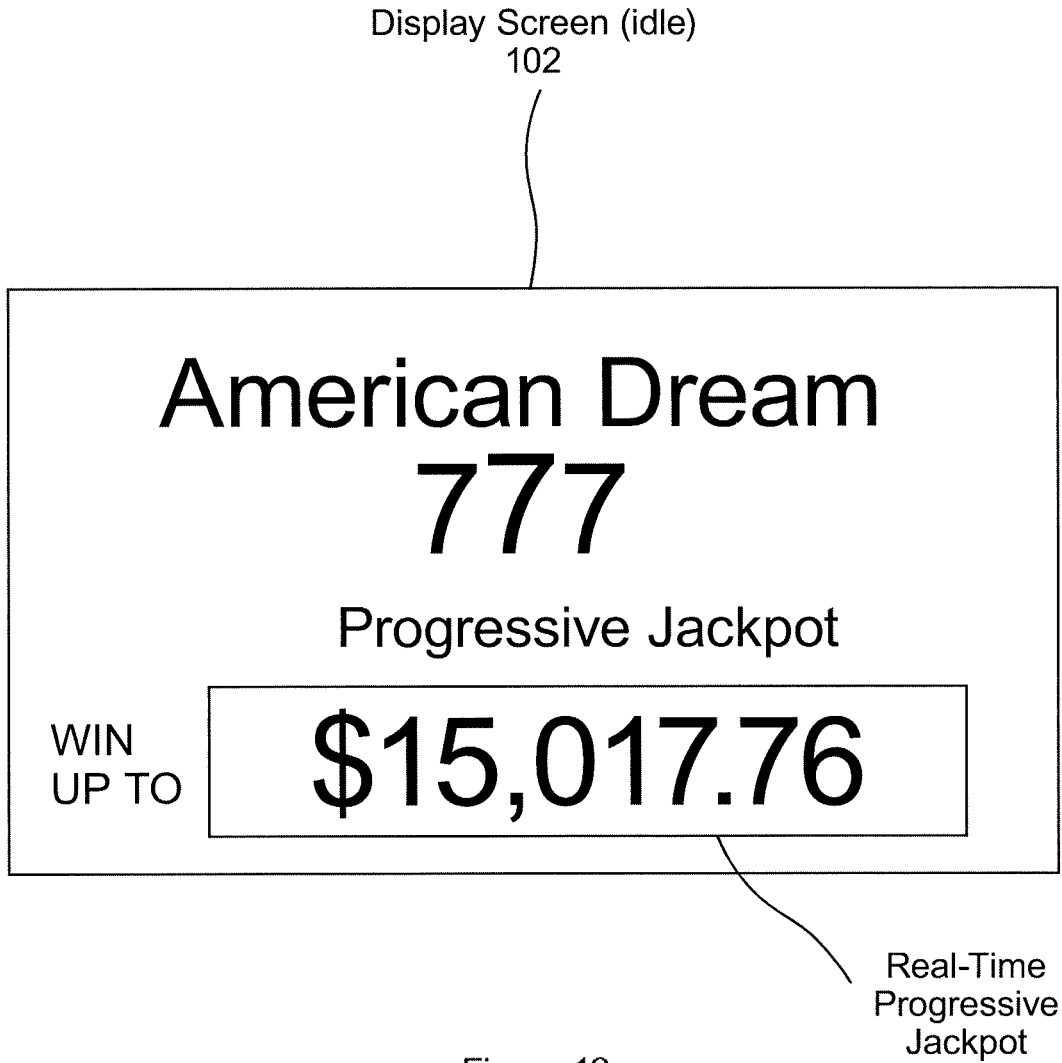 Display Screen (idle)
102
American Dream
777
Progressive Jackpot
WIN
UP TO
$15,017.76
Real-Time
Progressive
Jackpot